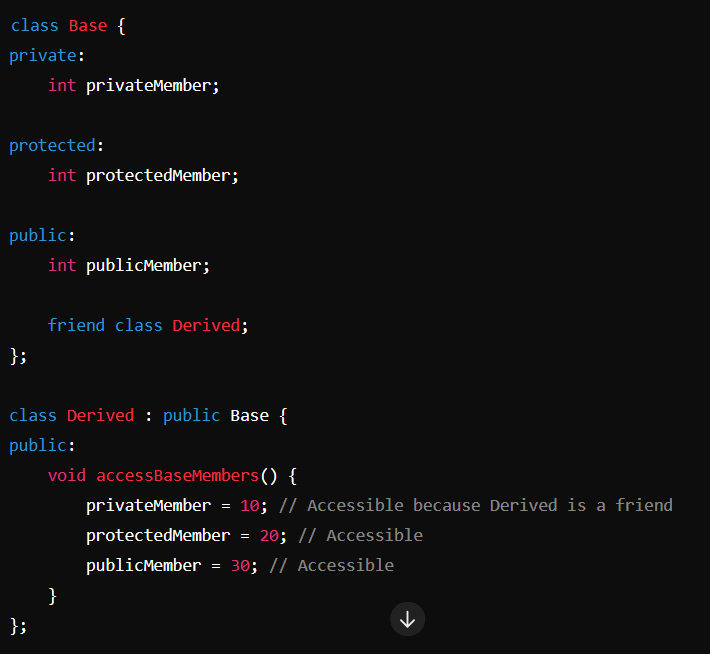 class Base {
private:
    int privateMember;

protected:
    int protectedMember;

public:
    int publicMember;

    friend class Derived;
};

class Derived : public Base {
public:
    void accessBaseMembers() {
        privateMember = 10; // Accessible because Derived is a friend
        protectedMember = 20; // Accessible
        publicMember = 30; // Accessible
    }
};